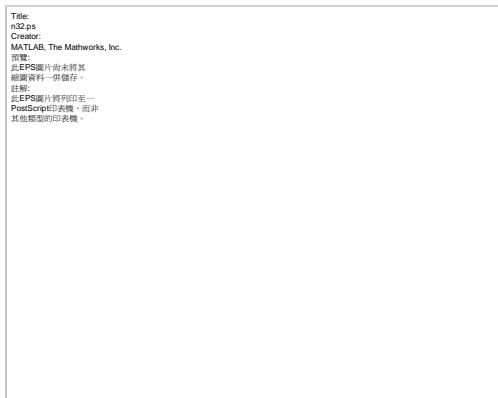 Title:
n32.ps
Creator:
MATLAB, The Mathworks, Inc.
預覽:
此EPS圖片尚未將其
縮圖資料一併儲存。
註解:
此EPS圖片將列印至一
PostScript印表機，而非
其他類型的印表機。